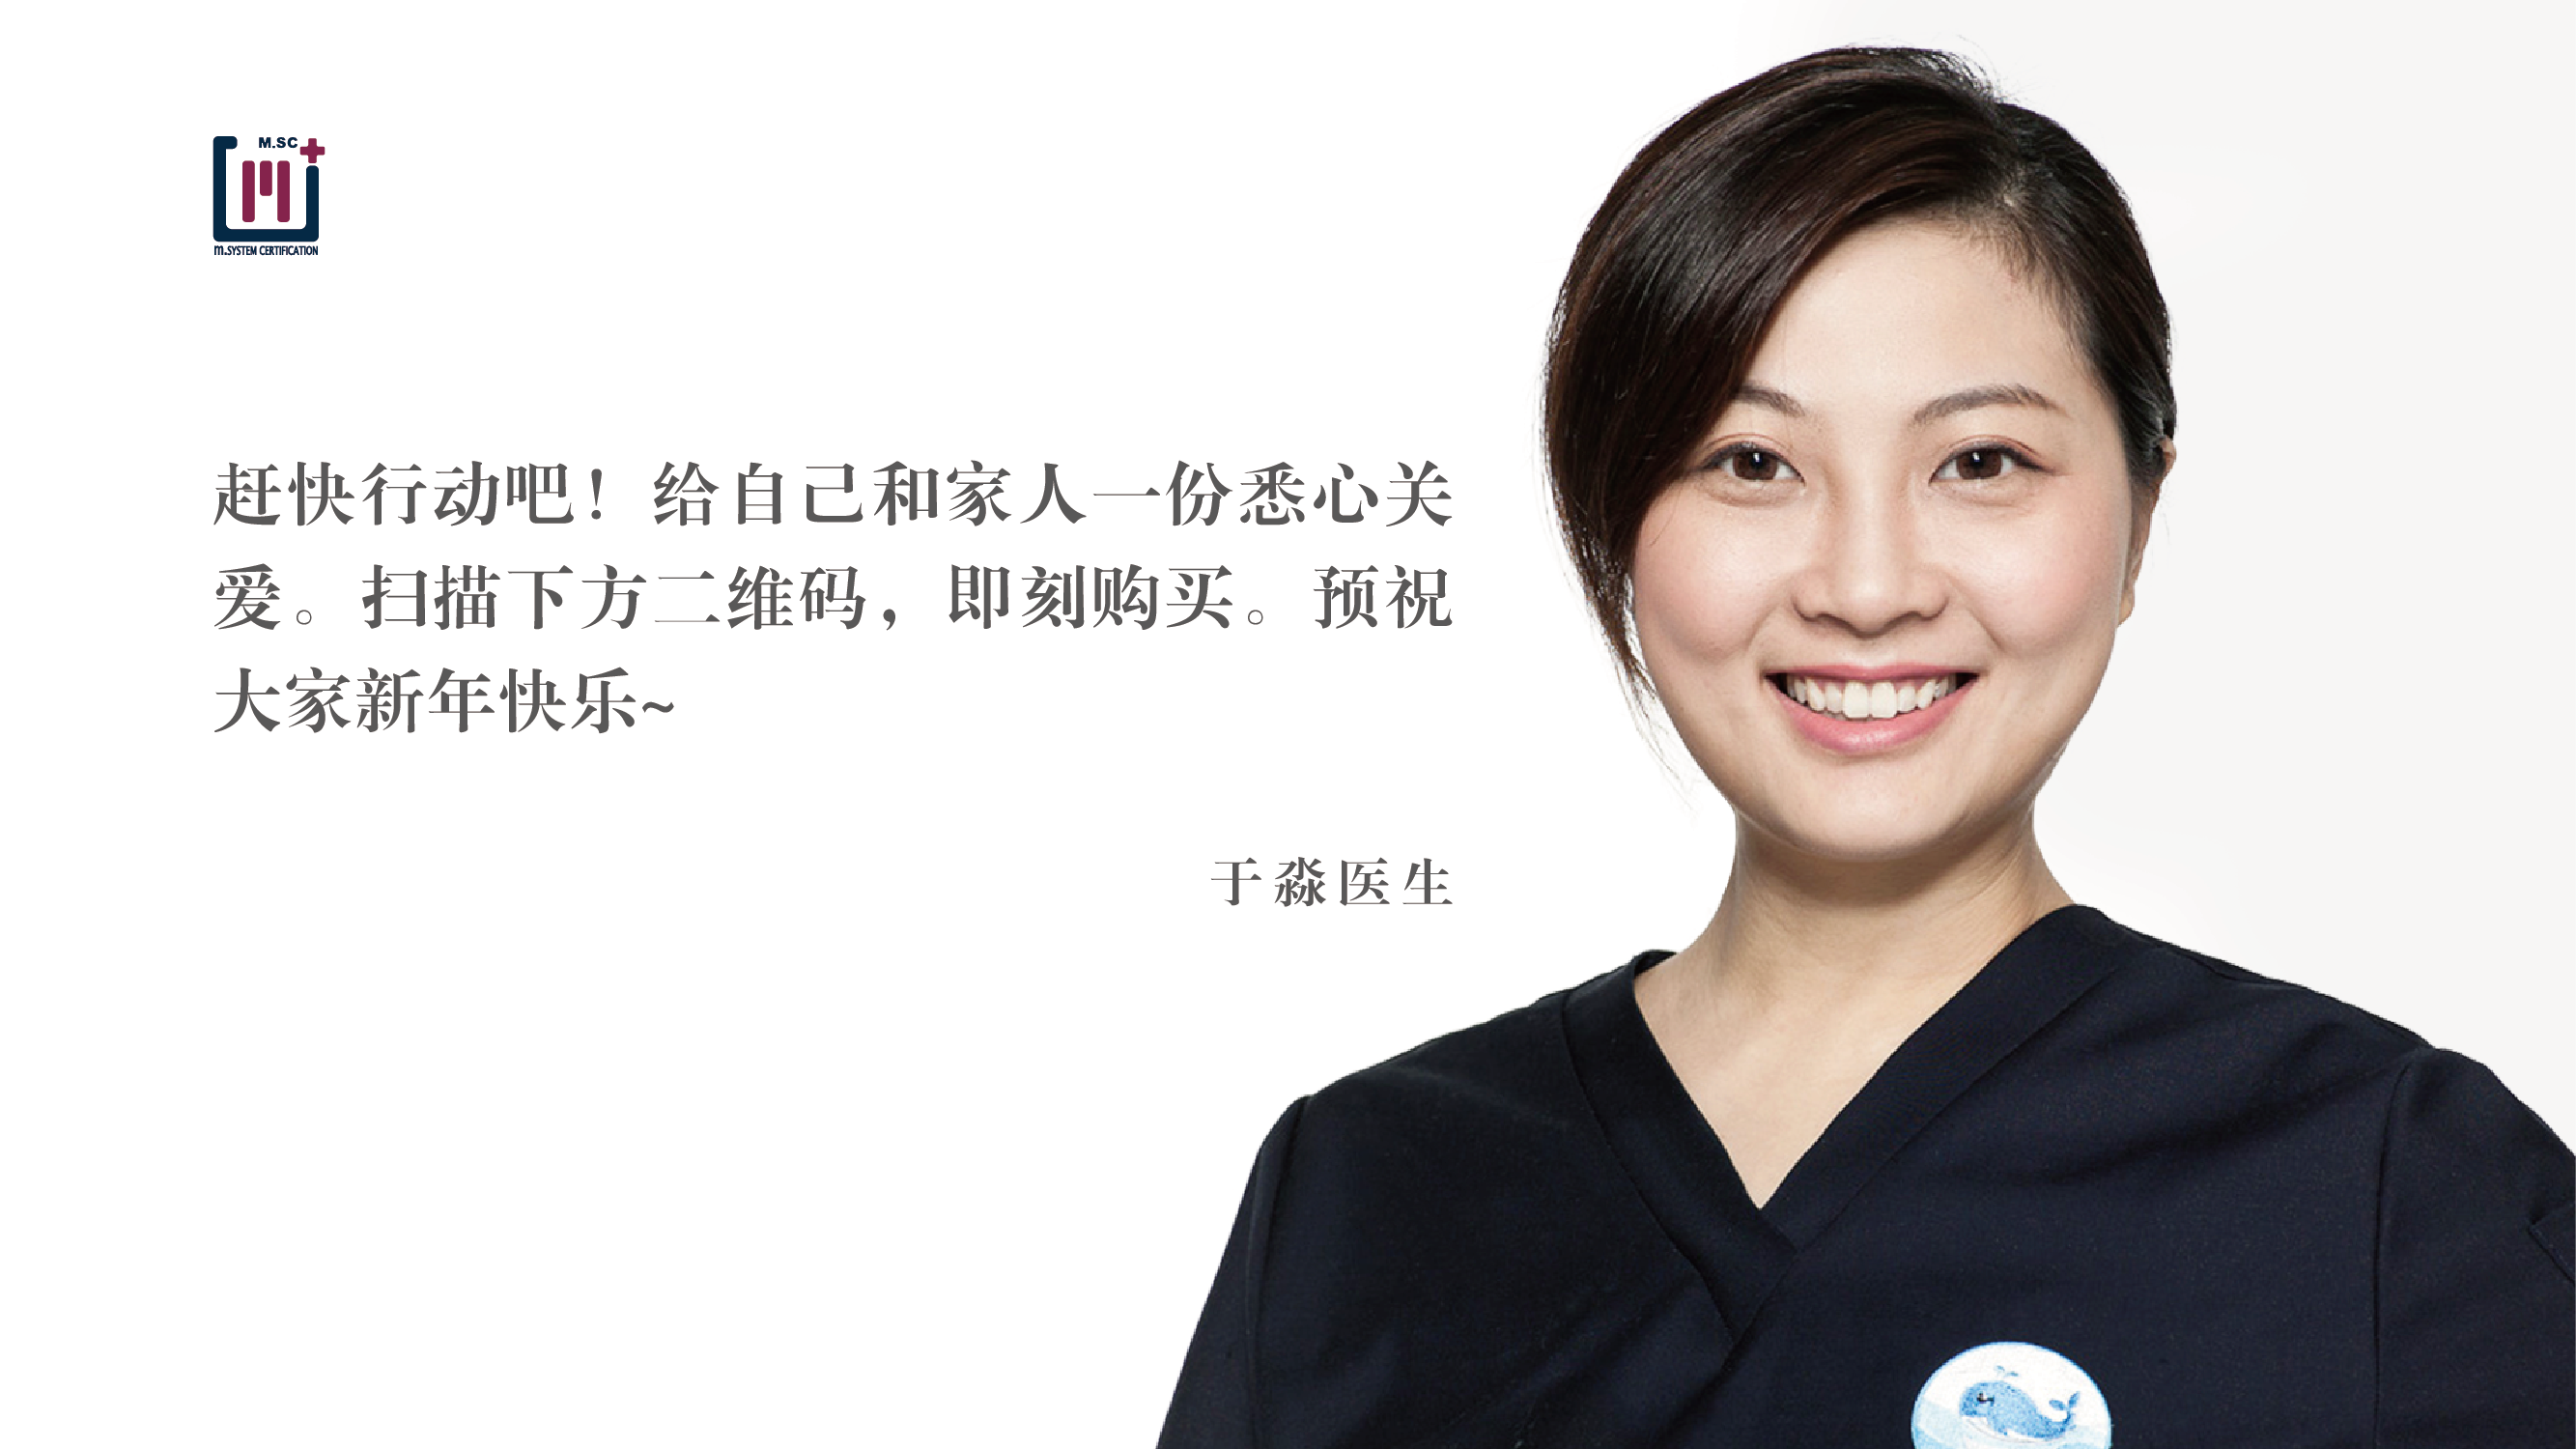 M.SC
m.SYSTEM CERTIFICATION
赶快行动吧！给自己和家人一份悉心关
爱。扫描下方二维码，即刻购买。预祝
大家新年快乐~
于淼医生